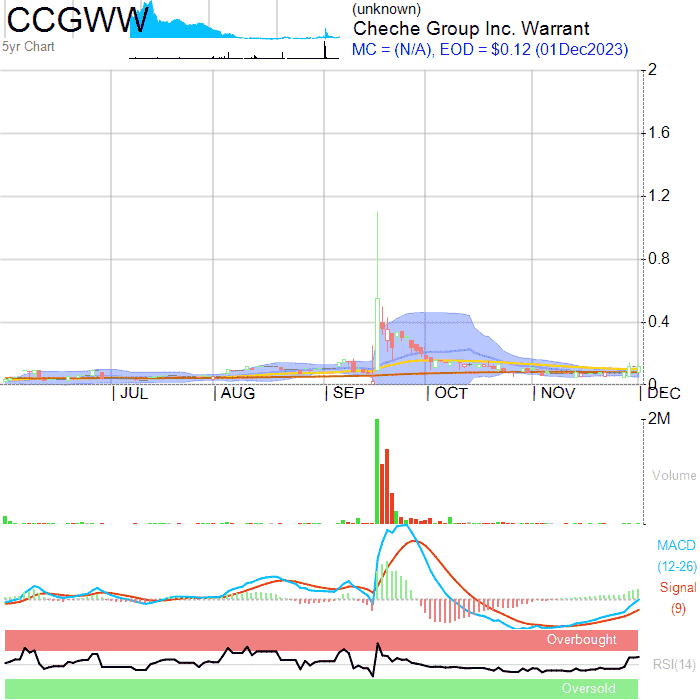 CCGWW
(unknown)
Cheche Group Inc. Warrant
5yr Chart
MC = (N/A), EOD = $0.12 (01Dec2023)
2
1.6
1.2
0.8
0.4
0
JUL AUG SEP OCT NOV DEC
2M
Volume
MACD
(12-26)
Signal
(9)
Overbought
RSI(14)
Oversold